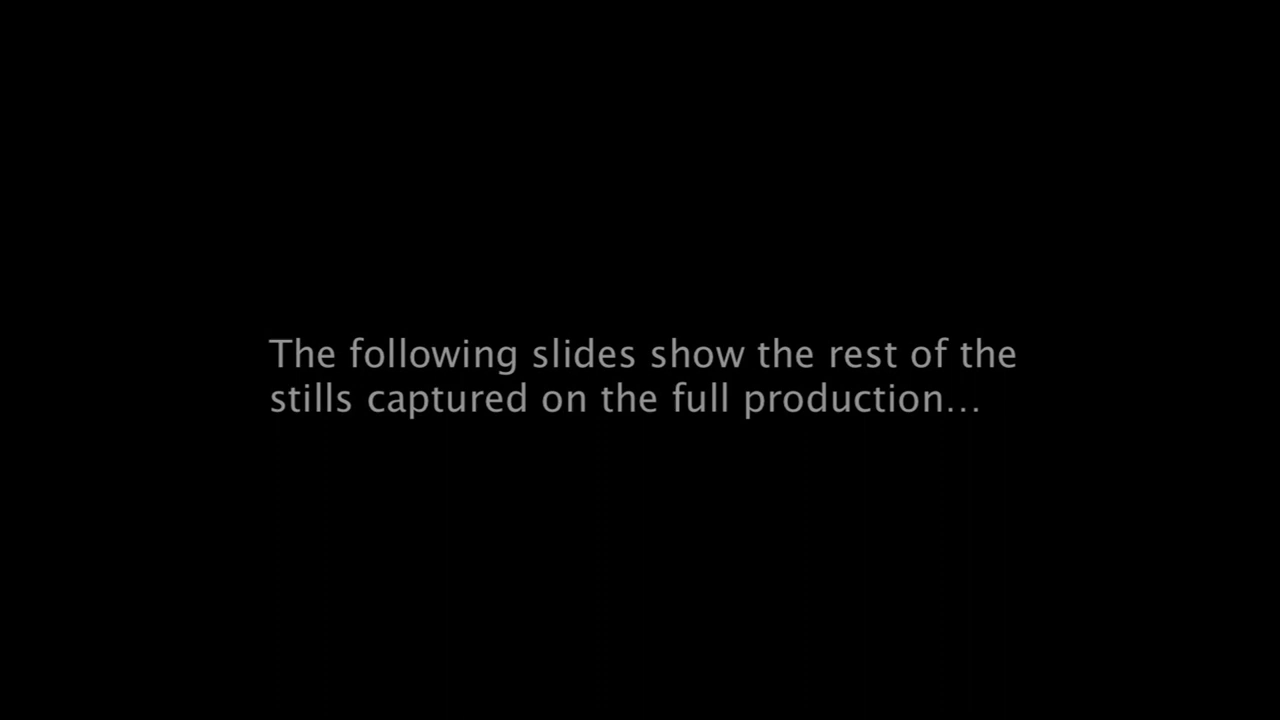 The following slides show the rest of the
stills captured on the full production...